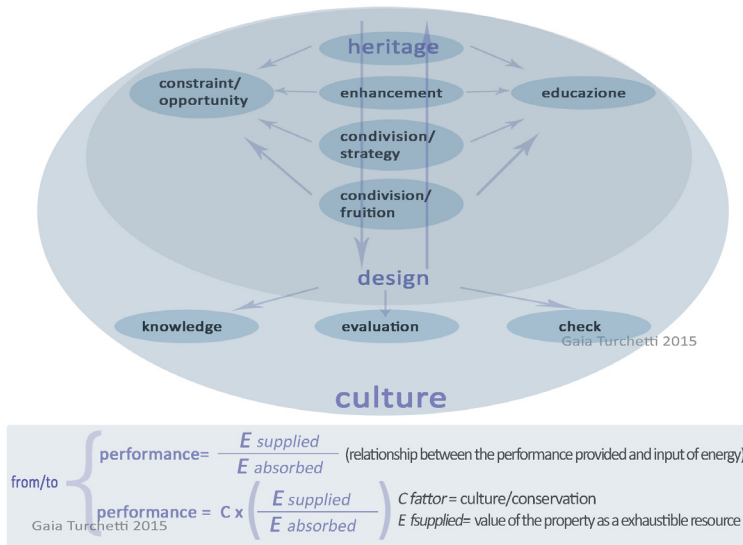 heritage
constraint/
opportunity
enhancement
educazione
condivision/
strategy
condivision/
fruition
design
knowledge
evaluation
check
Gaia Turchetti 2015
culture
from/to
performance= E supplied
E absorbed
(relationship between the performance provided and input of energy)
performance = C x ( E supplied
E absorbed )
C fattor = culture/conservation
E fsupplied= value of the property as a exhaustible resource
Gaia Turchetti 2015